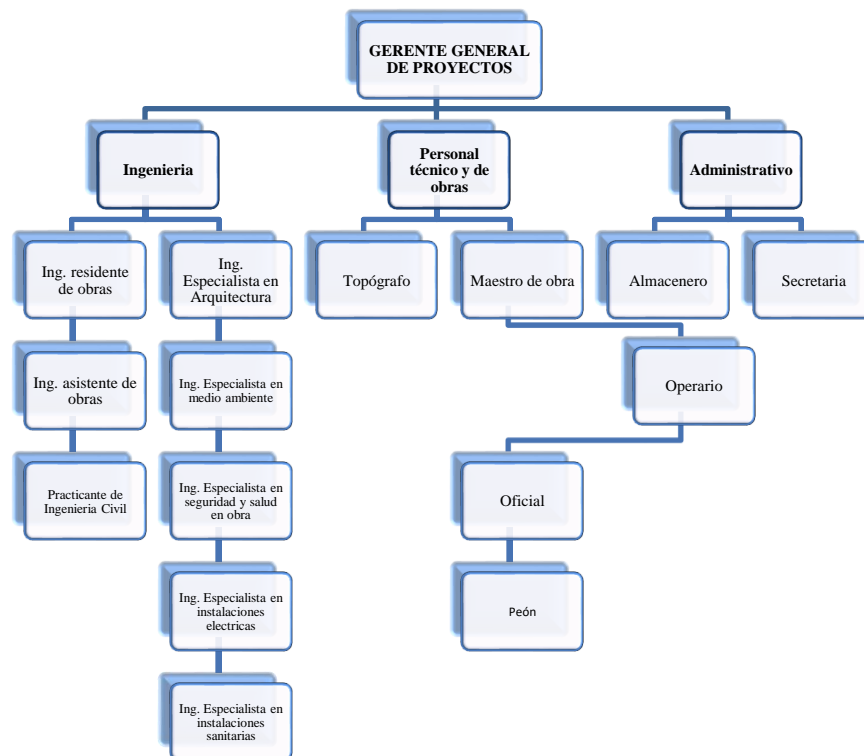 GERENTE GENERAL
DE PROYECTOS
Ingenieria
Personal
técnico y de
obras
Administrativo
Ing. residente
de obras
Ing.
Especialista en
Arquitectura
Topógrafo
Maestro de obra
Almacenero
Secretaria
Ing. asistente de
obras
Ing. Especialista en
medio ambiente
Operario
Practicante de
Ingenieria Civil
Ing. Especialista en
seguridad y salud
en obra
Oficial
Ing. Especialista en
instalaciones
electricas
Peón
Ing. Especialista en
instalaciones
sanitarias